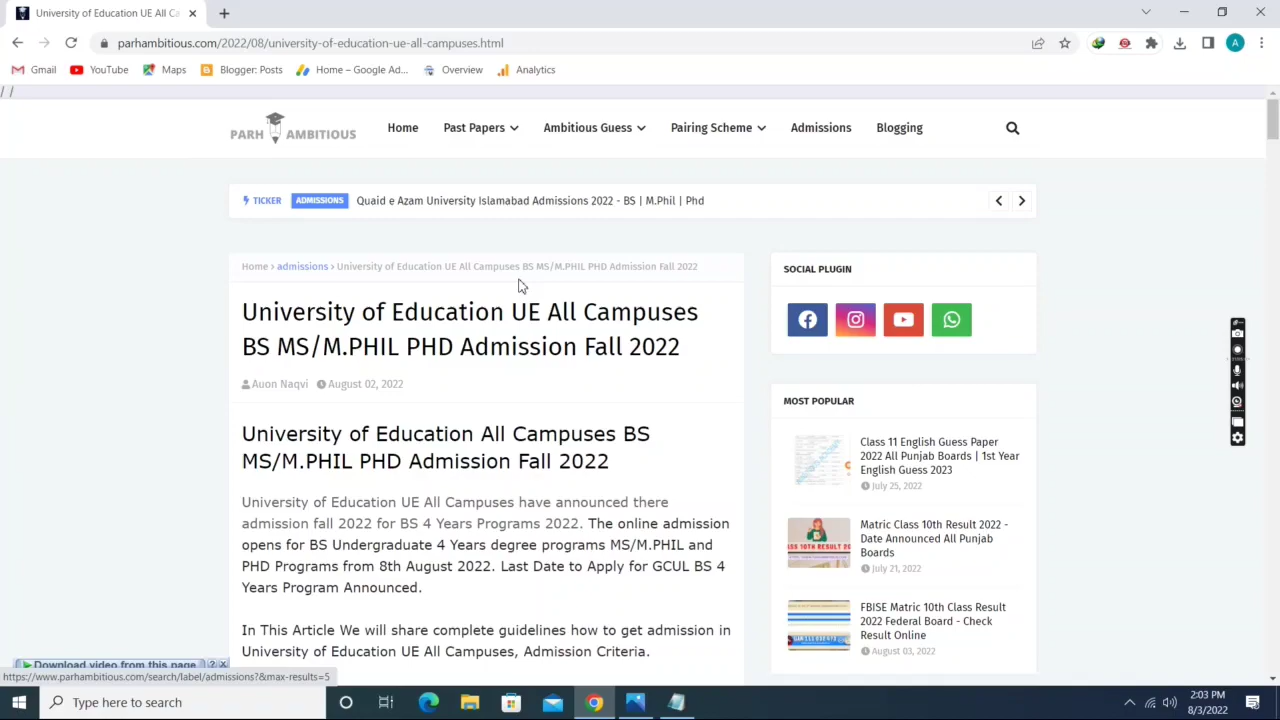 University of Education UE All Ca
parhambitious.com/2022/08/university-of-education-ue-all-campuses.html
A
Gmail YouTube Maps Blogger: Posts Home – Google Ad... Overview Analytics
/ /
PARH AMBITIOUS
Home Past Papers Ambitious Guess Pairing Scheme Admissions Blogging
TICKER ADMISSIONS Quaid e Azam University Islamabad Admissions 2022 - BS | M.Phil | Phd
Home › admissions › University of Education UE All Campuses BS MS/M.PHIL PHD Admission Fall 2022
University of Education UE All Campuses
BS MS/M.PHIL PHD Admission Fall 2022
Auon Naqvi August 02, 2022
University of Education All Campuses BS
MS/M.PHIL PHD Admission Fall 2022
University of Education UE All Campuses have announced there
admission fall 2022 for BS 4 Years Programs 2022. The online admission
opens for BS Undergraduate 4 Years degree programs MS/M.PHIL and
PHD Programs from 8th August 2022. Last Date to Apply for GCUL BS 4
Years Program Announced.
In This Article We will share complete guidelines how to get admission in
University of Education UE All Campuses, Admission Criteria.
SOCIAL PLUGIN
MOST POPULAR
Class 11 English Guess Paper
2022 All Punjab Boards | 1st Year
English Guess 2023
July 25, 2022
Matric Class 10th Result 2022 -
Date Announced All Punjab
Boards
July 21, 2022
FBISE Matric 10th Class Result
2022 Federal Board - Check
Result Online
August 03, 2022
Download video from this page ? X
https://www.parhambitious.com/search/label/admissions?&max-results=5
Type here to search
2:03 PM
8/3/2022